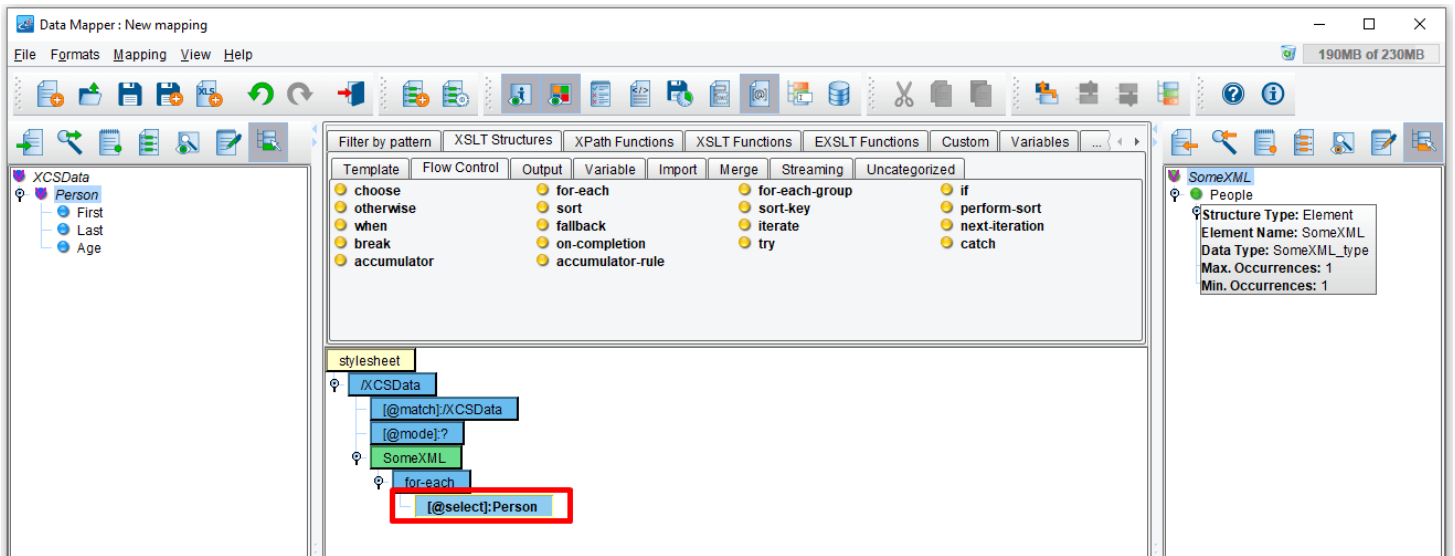 Data Mapper : New mapping
File Formats Mapping View Help
190MB of 230MB
XLS
XCSData
Person
First
Last
Age
Filter by pattern XSLT Structures XPath Functions XSLT Functions EXSLT Functions Custom Variables ...
Template Flow Control Output Variable Import Merge Streaming Uncategorized
choose for-each for-each-group if
otherwise sort sort-key perform-sort
when fallback iterate next-iteration
break on-completion try catch
accumulator accumulator-rule
stylesheet
/XCSData
[@match]:/XCSData
[@mode]:?
SomeXML
for-each
[@select]:Person
SomeXML
People
Structure Type: Element
Element Name: SomeXML
Data Type: SomeXML_type
Max. Occurrences: 1
Min. Occurrences: 1